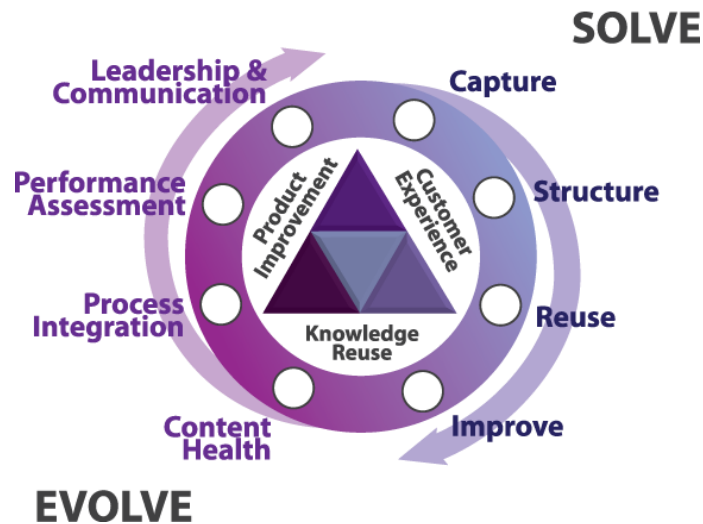 SOLVE
Leadership &
Communication
Capture
Performance
Assessment
Structure
Product
Improvement
Customer
Experience
Process
Integration
Reuse
Knowledge
Reuse
Content
Health
Improve
EVOLVE